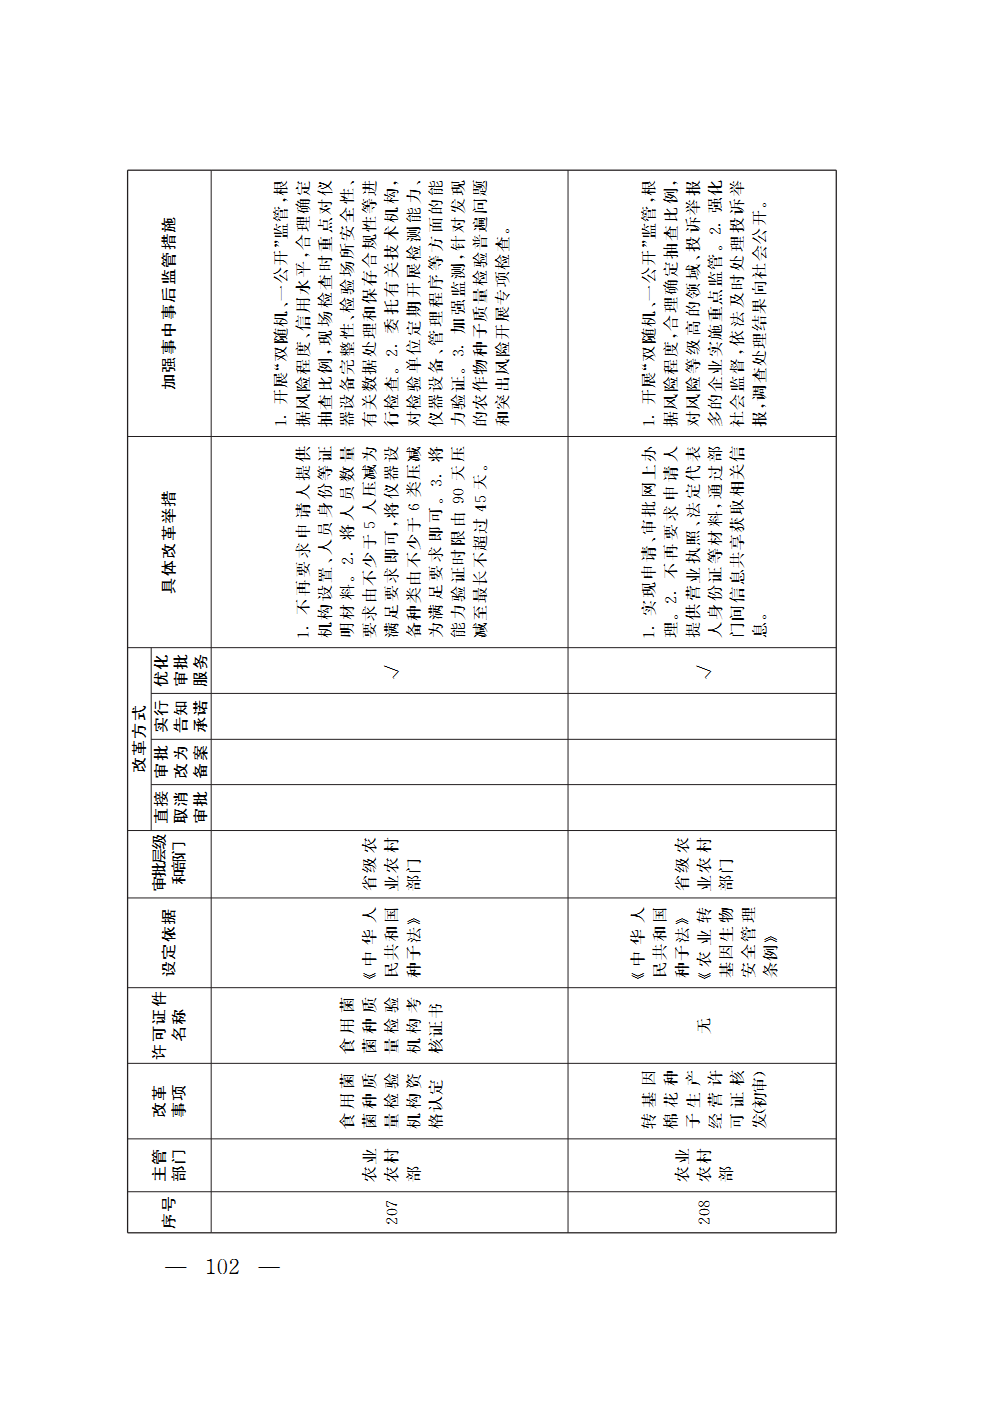 序号
主管
部门
改革
事项
许可证件
名称
设定依据
审批层级
和部门
改革方式
直接
取消
审批
审批
改为
备案
实行
告知
承诺
优化
审批
服务
具体改革举措
加强事中事后监管措施
207
农业
农村
部
食用菌
菌种质
量检验
机构资
格认定
食用菌
菌种质
量检验
机构考
核证书
《中华人
民共和国
种子法》
省级农
业农村
部门
√
1. 不再要求申请人提供
机构设置、人员身份等证
明材料。2. 将人员数量
要求由不少于5人压减为
满足要求即可,将仪器设
备种类由不少于6类压减
为满足要求即可。3. 将
能力验证时限由90天压
减至最长不超过45天。
1. 开展“双随机、一公开”监管,根
据风险程度、信用水平,合理确定
抽查比例,现场检查时重点对仪
器设备完整性、检验场所安全性、
有关数据处理和保存合规性等进
行检查。2. 委托有关技术机构,
对检验单位定期开展检测能力、
仪器设备、管理程序等方面的能
力验证。3. 加强监测,针对发现
的农作物种子质量检验普遍问题
和突出风险开展专项检查。
208
农业
农村
部
转基因
棉花种
子生产
经营许
可证核
发(初审)
无
《中华人
民共和国
种子法》
《农业转
基因生物
安全管理
条例》
省级农
业农村
部门
√
1. 实现申请、审批网上办
理。2. 不再要求申请人
提供营业执照、法定代表
人身份证等材料,通过部
门间信息共享获取相关信
息。
1. 开展“双随机、一公开”监管,根
据风险程度,合理确定抽查比例,
对风险等级高的领域、投诉举报
多的企业实施重点监管。2. 强化
社会监督,依法及时处理投诉举
报,调查处理结果向社会公开。
— 102 —